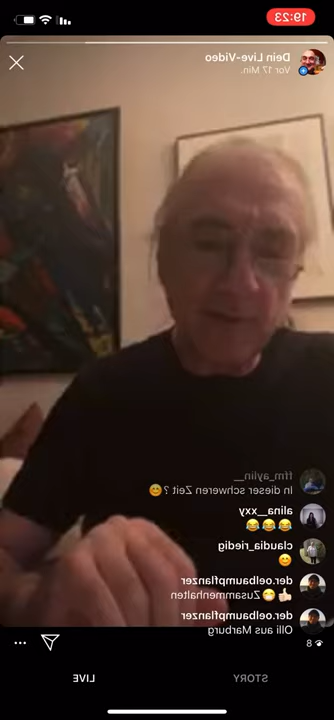 19:23
Dein Live-Video
Vor 17 Min.
ffm_aylin__
In dieser schweren Zeit ?😊
alina__xxy
😂😂😂
claudia_riedig
😊
der.oelbaumpflanzer
👍🏻😁Zusammenhalten
der.oelbaumpflanzer
Olli aus Marburg
8
STORY
LIVE